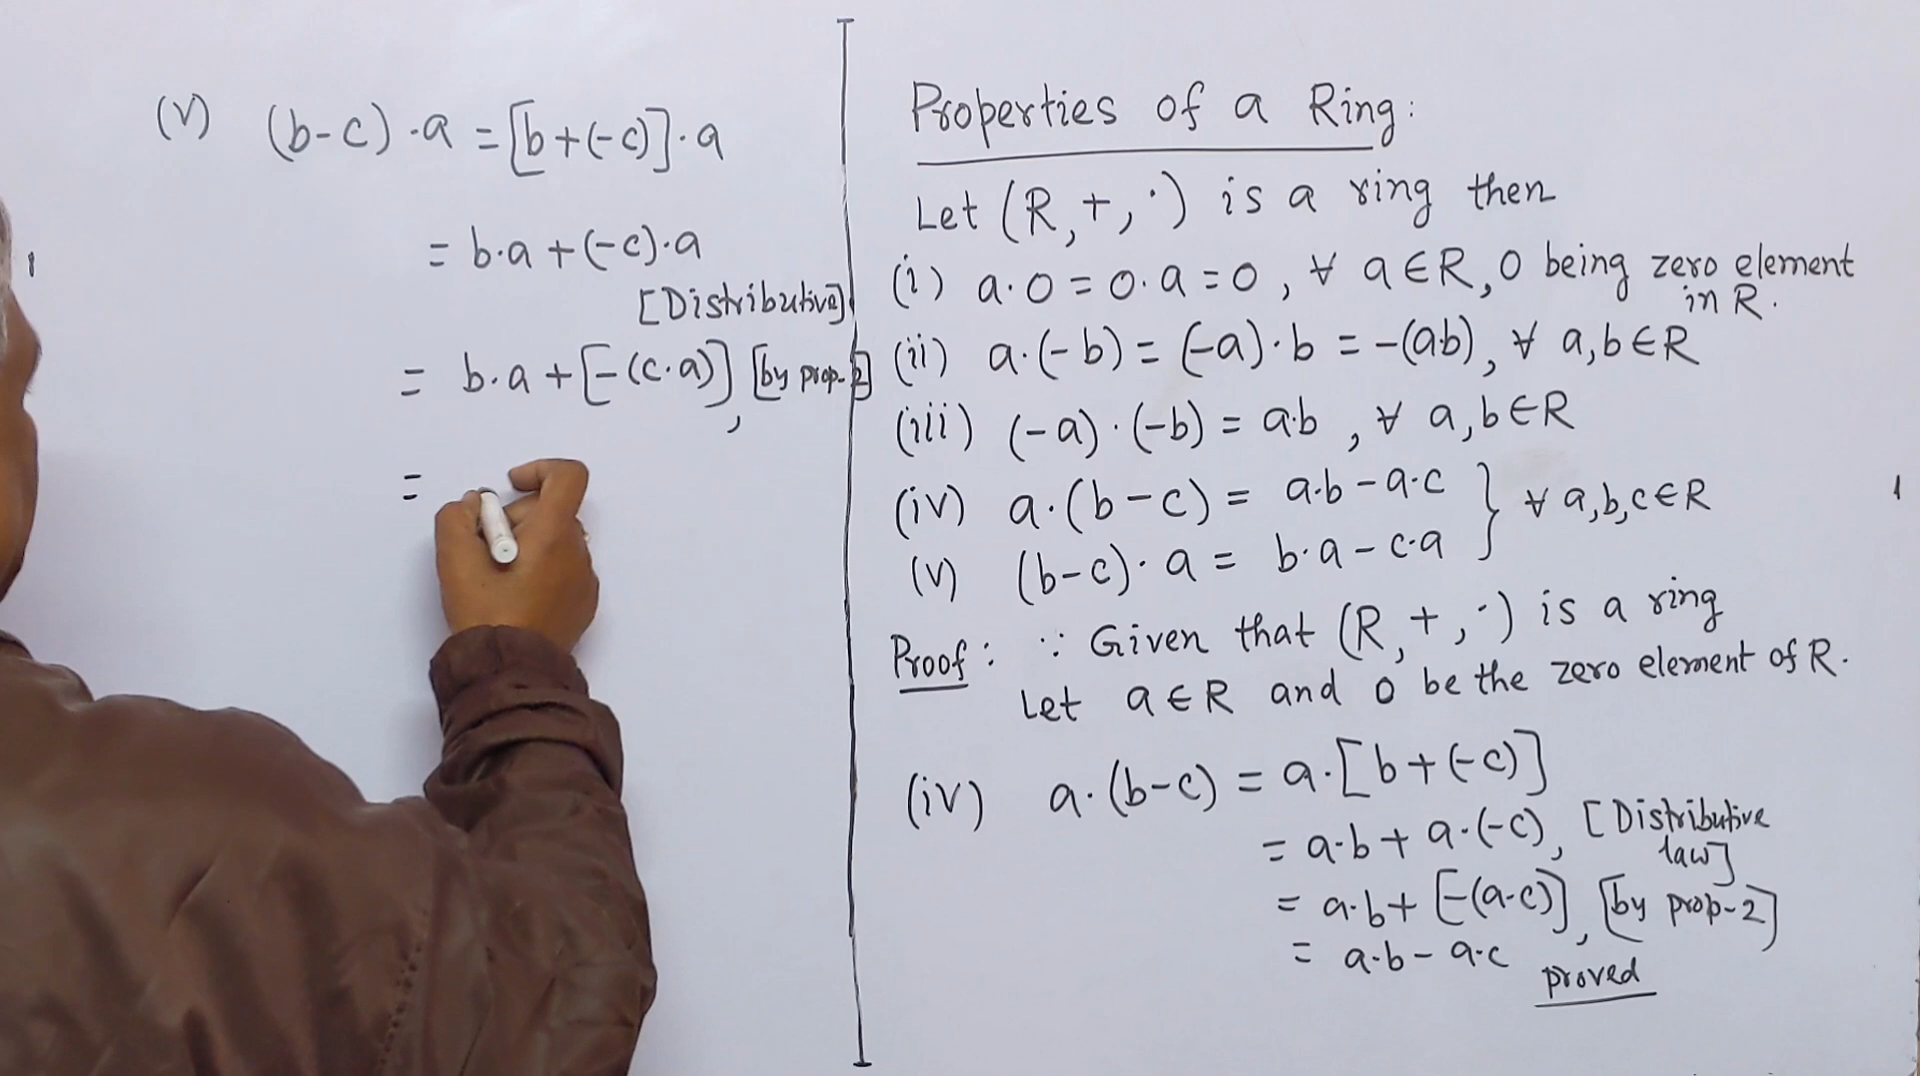 (V) (b-c)·a = [b+(-c)]·a
= b·a+(-c)·a
[Distributive]
= b·a+[-(c·a)], [by prop-2]
=
Properties of a Ring:
Let (R,+,·) is a ring then
(i) a·0 = 0·a = 0, ∀ a∈R, 0 being zero element
in R.
(ii) a·(-b) = (-a)·b = -(ab), ∀ a,b∈R
(iii) (-a)·(-b) = a·b, ∀ a,b∈R
(iv) a·(b-c) = a·b-a·c } ∀ a,b,c∈R
(v) (b-c)·a = b·a-c·a
Proof: ∵ Given that (R,+,·) is a ring
Let a∈R and 0 be the zero element of R.
(iv) a·(b-c) = a·[b+(-c)]
= a·b+a·(-c), [Distributive
law]
= a·b+[-(a·c)], [by prop-2]
= a·b-a·c
proved